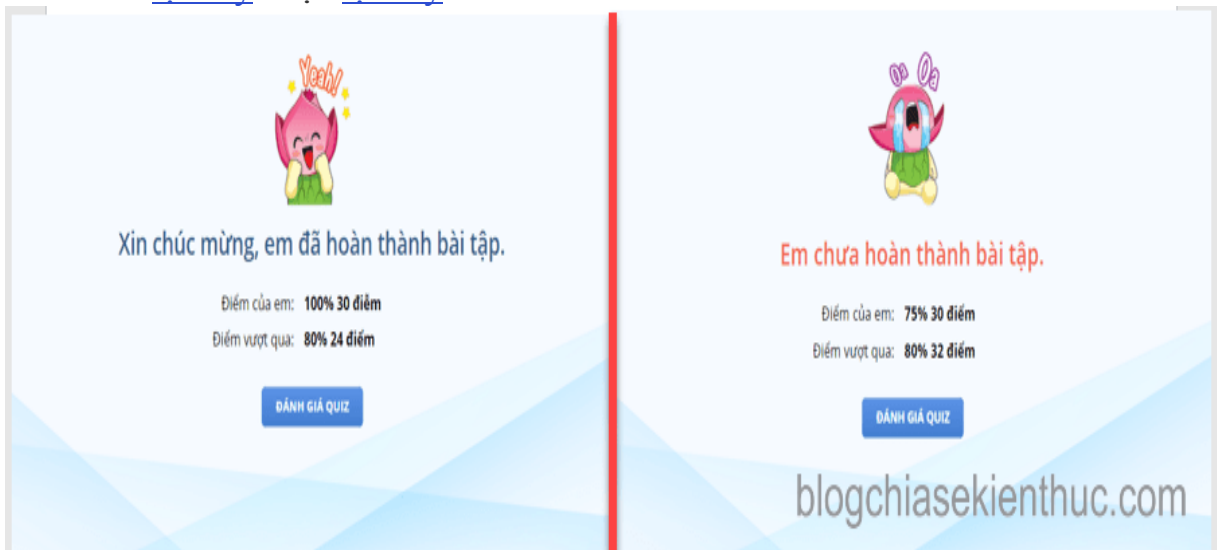 Yeah!
Xin chúc mừng, em đã hoàn thành bài tập.
Điểm của em: 100% 30 điểm
Điểm vượt qua: 80% 24 điểm
ĐÁNH GIÁ QUIZ
Oa Oa
Em chưa hoàn thành bài tập.
Điểm của em: 75% 30 điểm
Điểm vượt qua: 80% 32 điểm
ĐÁNH GIÁ QUIZ
blogchiasekienthuc.com